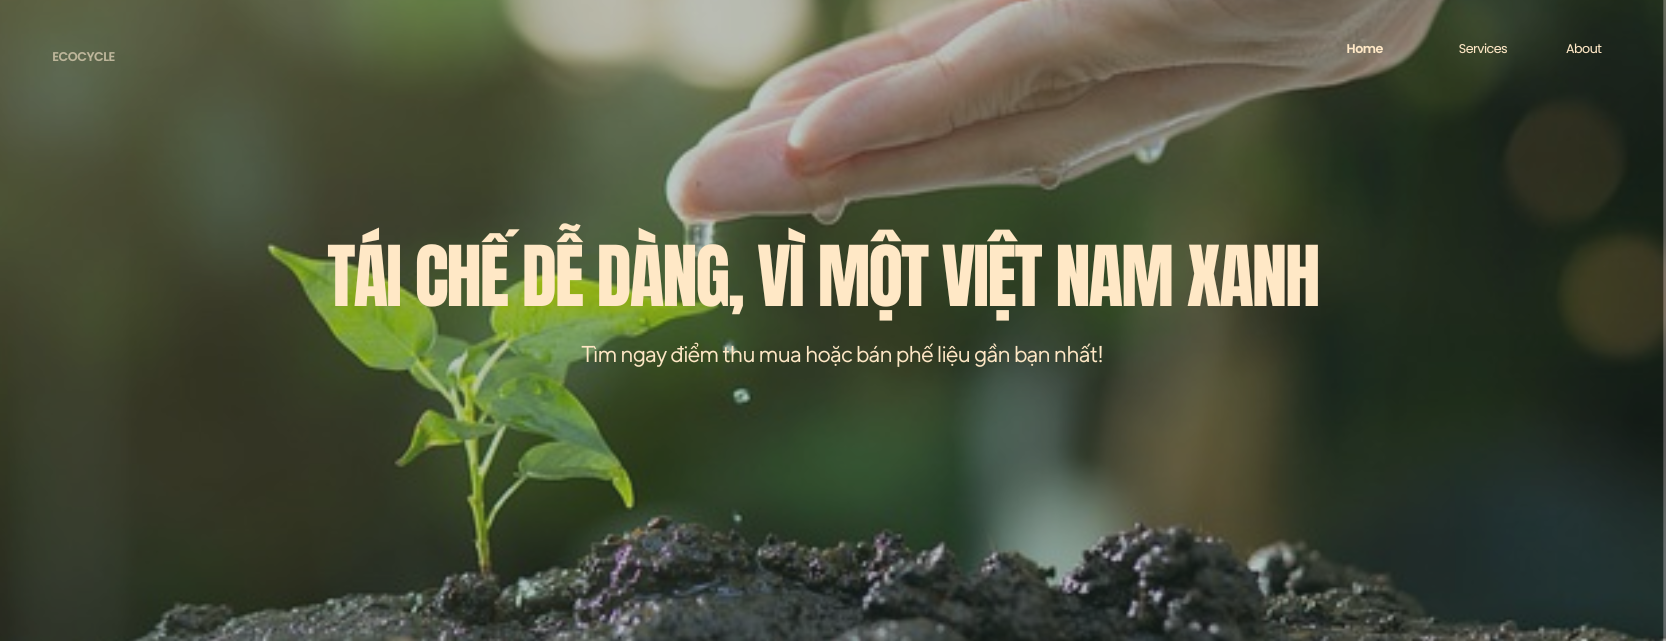 ECOCYCLE
Home Services About
TÁI CHẾ DỄ DÀNG, VÌ MỘT VIỆT NAM XANH
Tìm ngay điểm thu mua hoặc bán phế liệu gần bạn nhất!